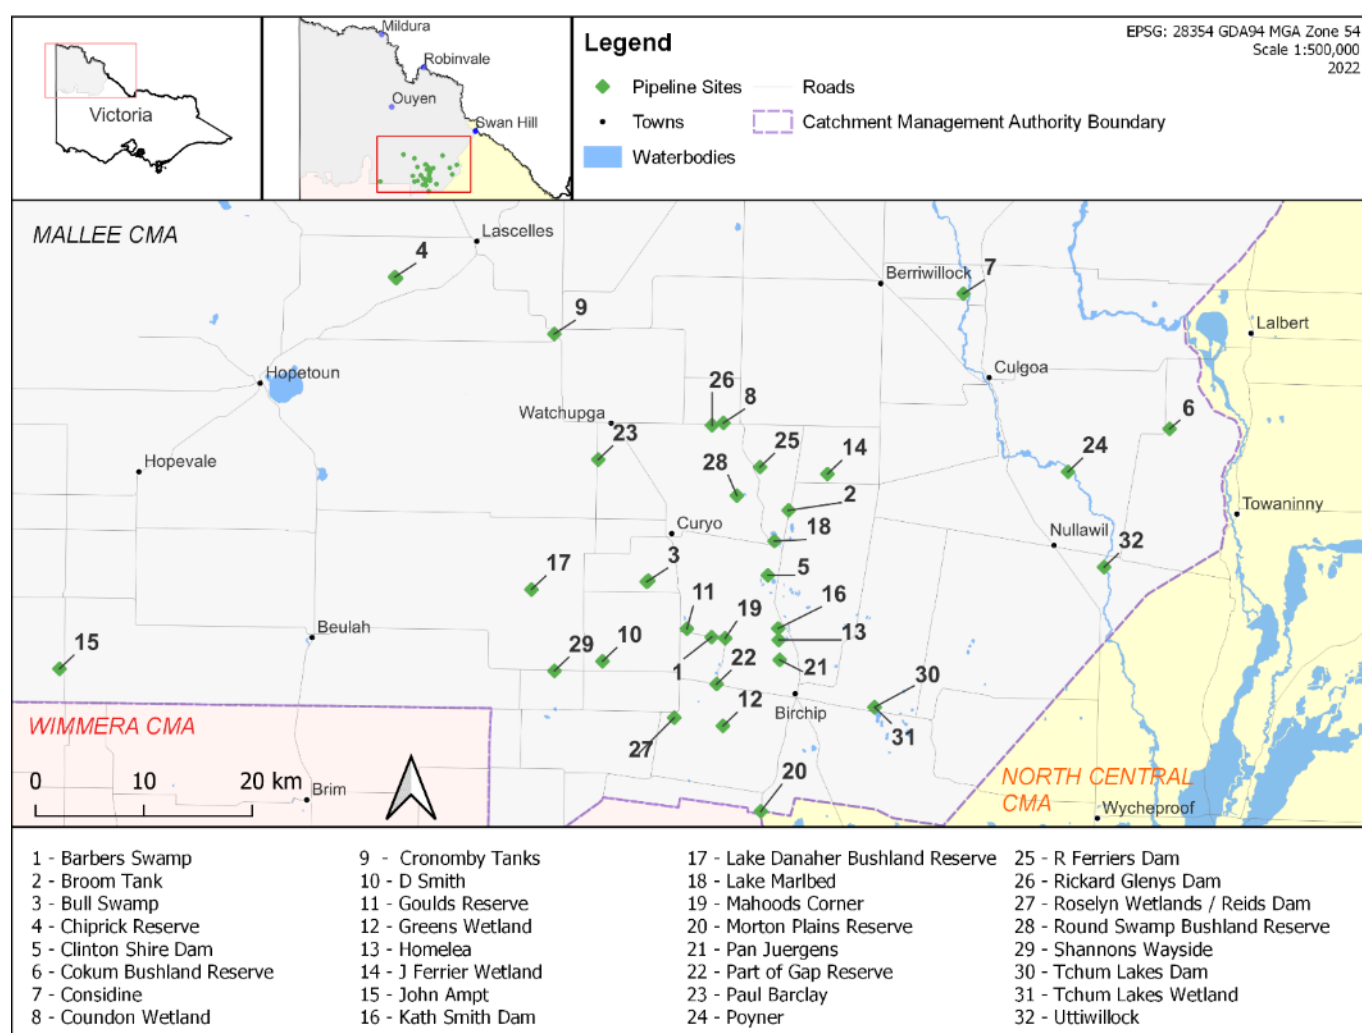 Victoria
Mildura
Robinvale
Ouyen
Swan Hill
Legend
Pipeline Sites
Roads
Towns
Catchment Management Authority Boundary
Waterbodies
EPSG: 28354 GDA94 MGA Zone 54
Scale 1:500,000
2022
MALLEE CMA
Lascelles
4
9
Berriwillock
7
Lalbert
Hopetoun
Culgoa
26
8
Watchupga
6
23
25
14
24
28
Hopevale
2
Towaninny
Curyo
18
Nullawil
32
17
3
5
11
19
16
Beulah
13
15
29
10
1
22
21
30
12
Birchip
31
27
WIMMERA CMA
20
NORTH CENTRAL
CMA
0 10 20 km
Brim
Wycheproof
1 - Barbers Swamp
2 - Broom Tank
3 - Bull Swamp
4 - Chiprick Reserve
5 - Clinton Shire Dam
6 - Cokum Bushland Reserve
7 - Considine
8 - Coundon Wetland
9 - Cronomby Tanks
10 - D Smith
11 - Goulds Reserve
12 - Greens Wetland
13 - Homelea
14 - J Ferrier Wetland
15 - John Ampt
16 - Kath Smith Dam
17 - Lake Danaher Bushland Reserve
18 - Lake Marlbed
19 - Mahoods Corner
20 - Morton Plains Reserve
21 - Pan Juergens
22 - Part of Gap Reserve
23 - Paul Barclay
24 - Poyner
25 - R Ferriers Dam
26 - Rickard Glenys Dam
27 - Roselyn Wetlands / Reids Dam
28 - Round Swamp Bushland Reserve
29 - Shannons Wayside
30 - Tchum Lakes Dam
31 - Tchum Lakes Wetland
32 - Uttiwillock